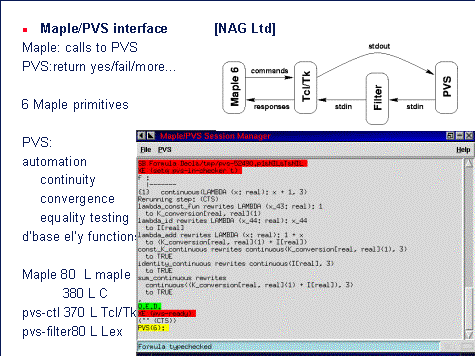 Maple/PVS interface [NAG Ltd]
Maple: calls to PVS
PVS:return yes/fail/more...
6 Maple primitives
PVS:
automation
continuity
convergence
equality testing
d'base el'y functions
Maple 80 L maple
380 L C
pvs-ctl 370 L Tcl/Tk
pvs-filter80 L Lex
stdout
Maple 6
commands
responses
Tcl/Tk
stdin
Filter
stdin
PVS
Maple/PVS Session Manager
File PVS Help
f :
|-------
{1} continuous(LAMBDA (x: real): x + 1, 3)
Rerunning step: (CTS)
lambda_const_fun rewrites LAMBDA (x_43: real): 1
to K_conversion[real, real](1)
lambda_id rewrites LAMBDA (x_44: real): x_44
to I[real]
lambda_add rewrites LAMBDA (x: real): 1 + x
to (K_conversion[real, real](1) + I[real])
const_K_continuous rewrites continuous(K_conversion[real, real](1), 3)
to TRUE
identity_continuous rewrites continuous(I[real], 3)
to TRUE
sum_continuous rewrites
continuous((K_conversion[real, real](1) + I[real]), 3)
to TRUE
Q.E.D.
("" (CTS))
PVS(6):
Formula typechecked